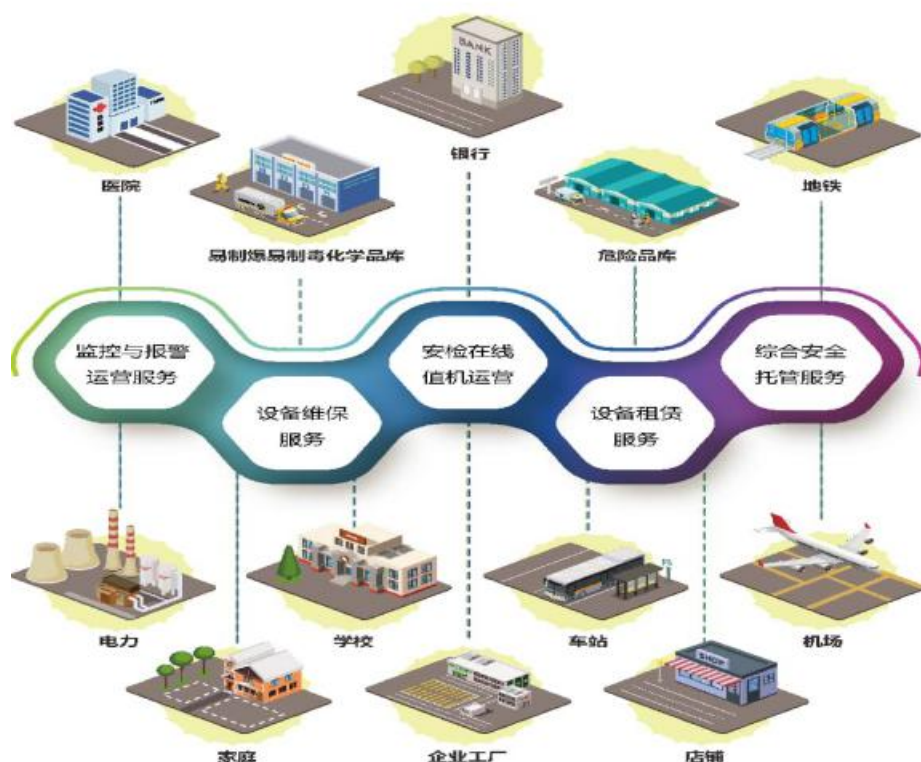 BANK
银行
医院
地铁
易制爆易制毒化学品库
危险品库
监控与报警
运营服务
安检在线
值机运营
综合安全
托管服务
设备维保
服务
设备租赁
服务
电力
学校
车站
机场
SHOP
家庭
企业工厂
店铺